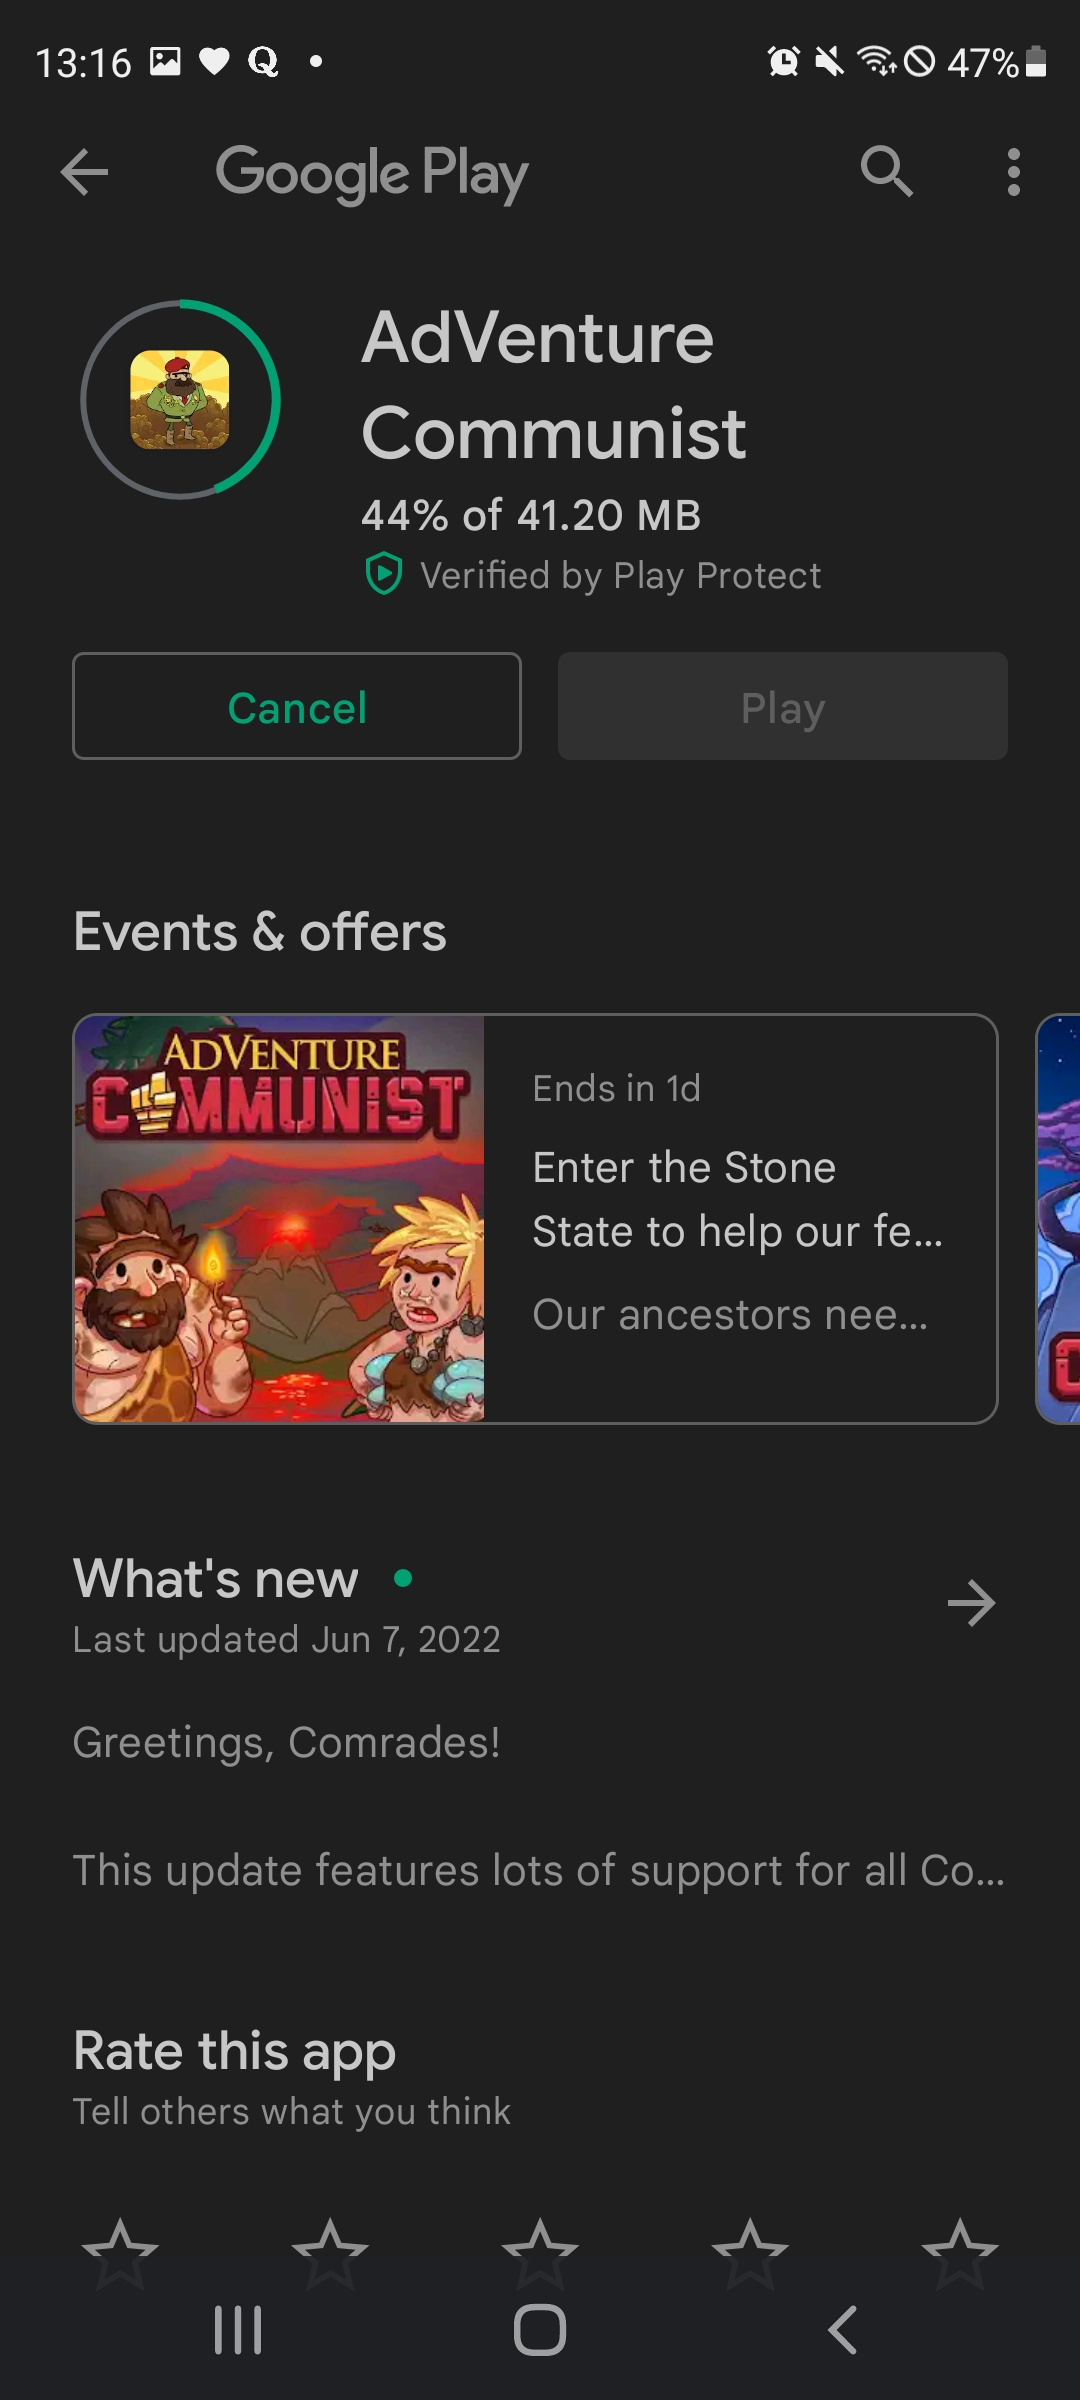 13:16
47%
Google Play
AdVenture
Communist
44% of 41.20 MB
Verified by Play Protect
Cancel
Play
Events & offers
ADVENTURE
COMMUNIST
Ends in 1d
Enter the Stone
State to help our fe...
Our ancestors nee...
What's new
Last updated Jun 7, 2022
Greetings, Comrades!
This update features lots of support for all Co...
Rate this app
Tell others what you think